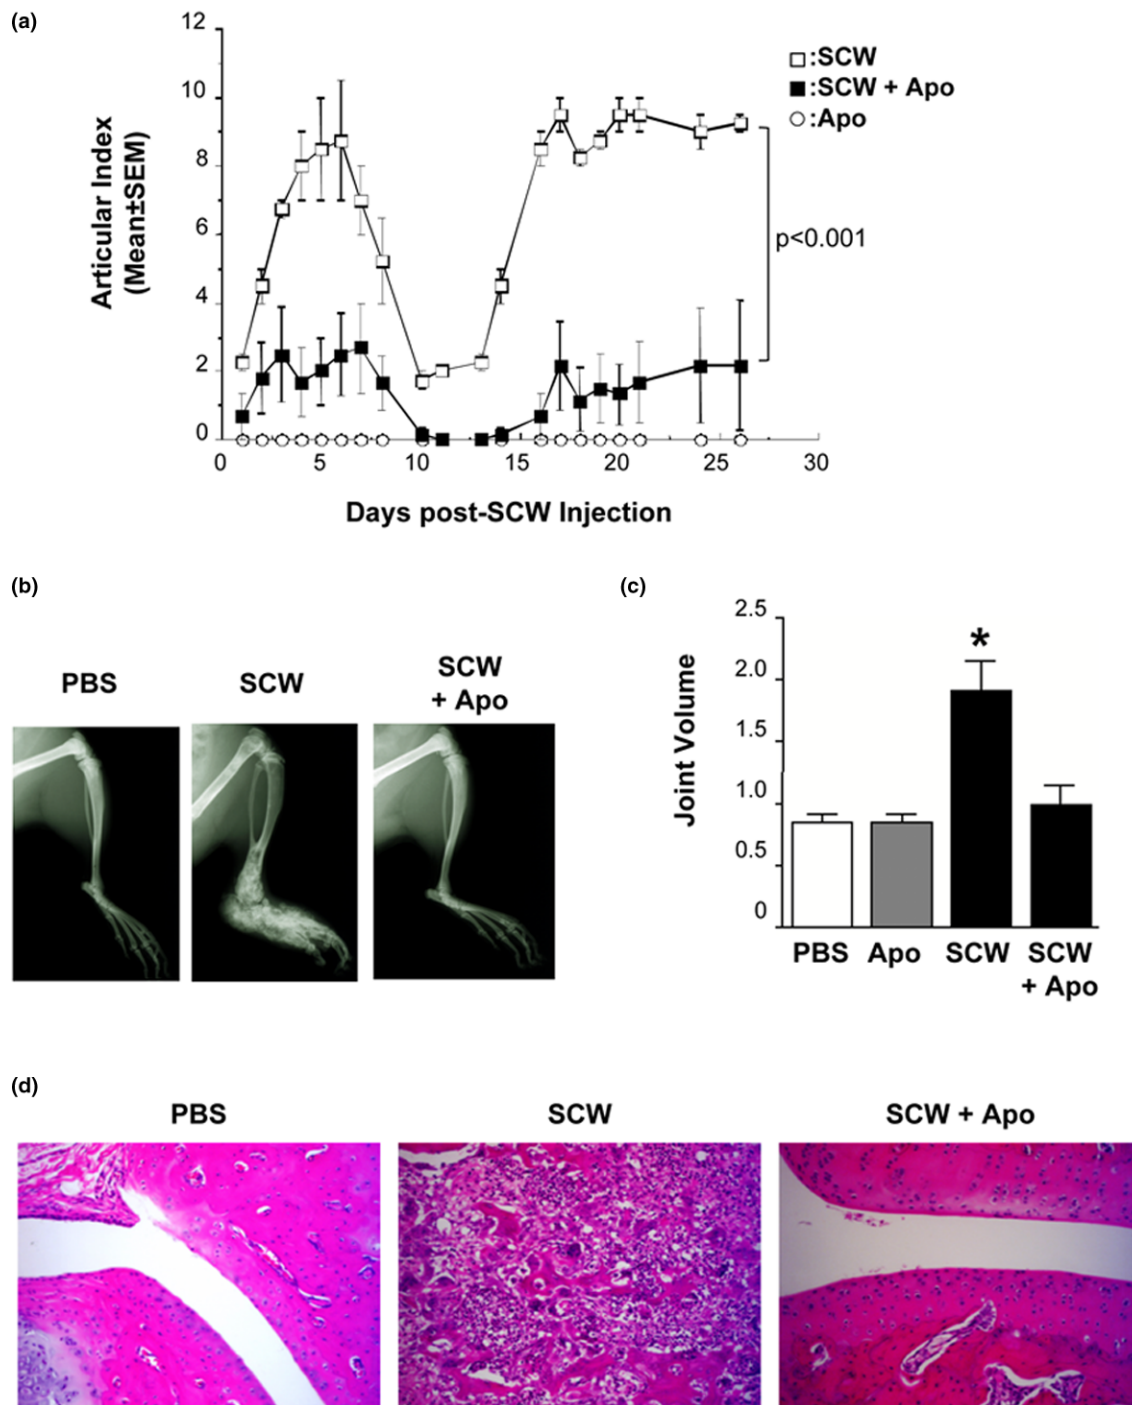 (a)
12
10
8
6
4
2
0
Articular Index
(Mean±SEM)
□:SCW
■:SCW + Apo
○:Apo
p<0.001
0 5 10 15 20 25 30
Days post-SCW Injection
(b)
PBS
SCW
SCW
+ Apo
(c)
2.5
2.0
1.5
1.0
0.5
0
Joint Volume
*
PBS Apo SCW SCW
+ Apo
(d)
PBS SCW SCW + Apo